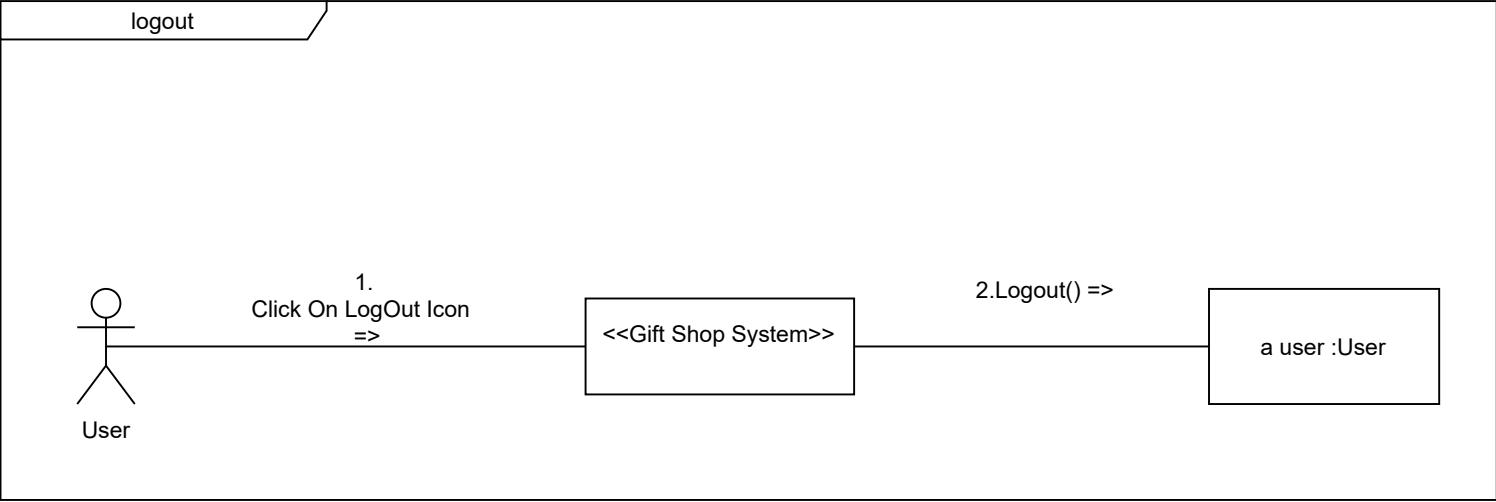 logout
1.
Click On LogOut Icon
=>
2.Logout() =>
<<Gift Shop System>>
a user :User
User